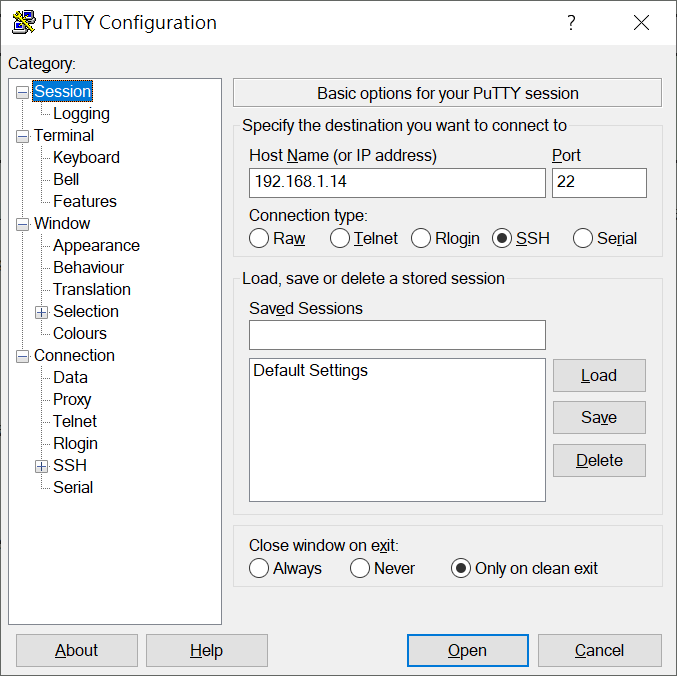 PuTTY Configuration
?
Category:
Session
Logging
Terminal
Keyboard
Bell
Features
Window
Appearance
Behaviour
Translation
Selection
Colours
Connection
Data
Proxy
Telnet
Rlogin
SSH
Serial
Basic options for your PuTTY session
Specify the destination you want to connect to
Host Name (or IP address) Port
192.168.1.14 22
Connection type:
Raw Telnet Rlogin SSH Serial
Load, save or delete a stored session
Saved Sessions
Default Settings
Load
Save
Delete
Close window on exit:
Always Never Only on clean exit
About Help Open Cancel